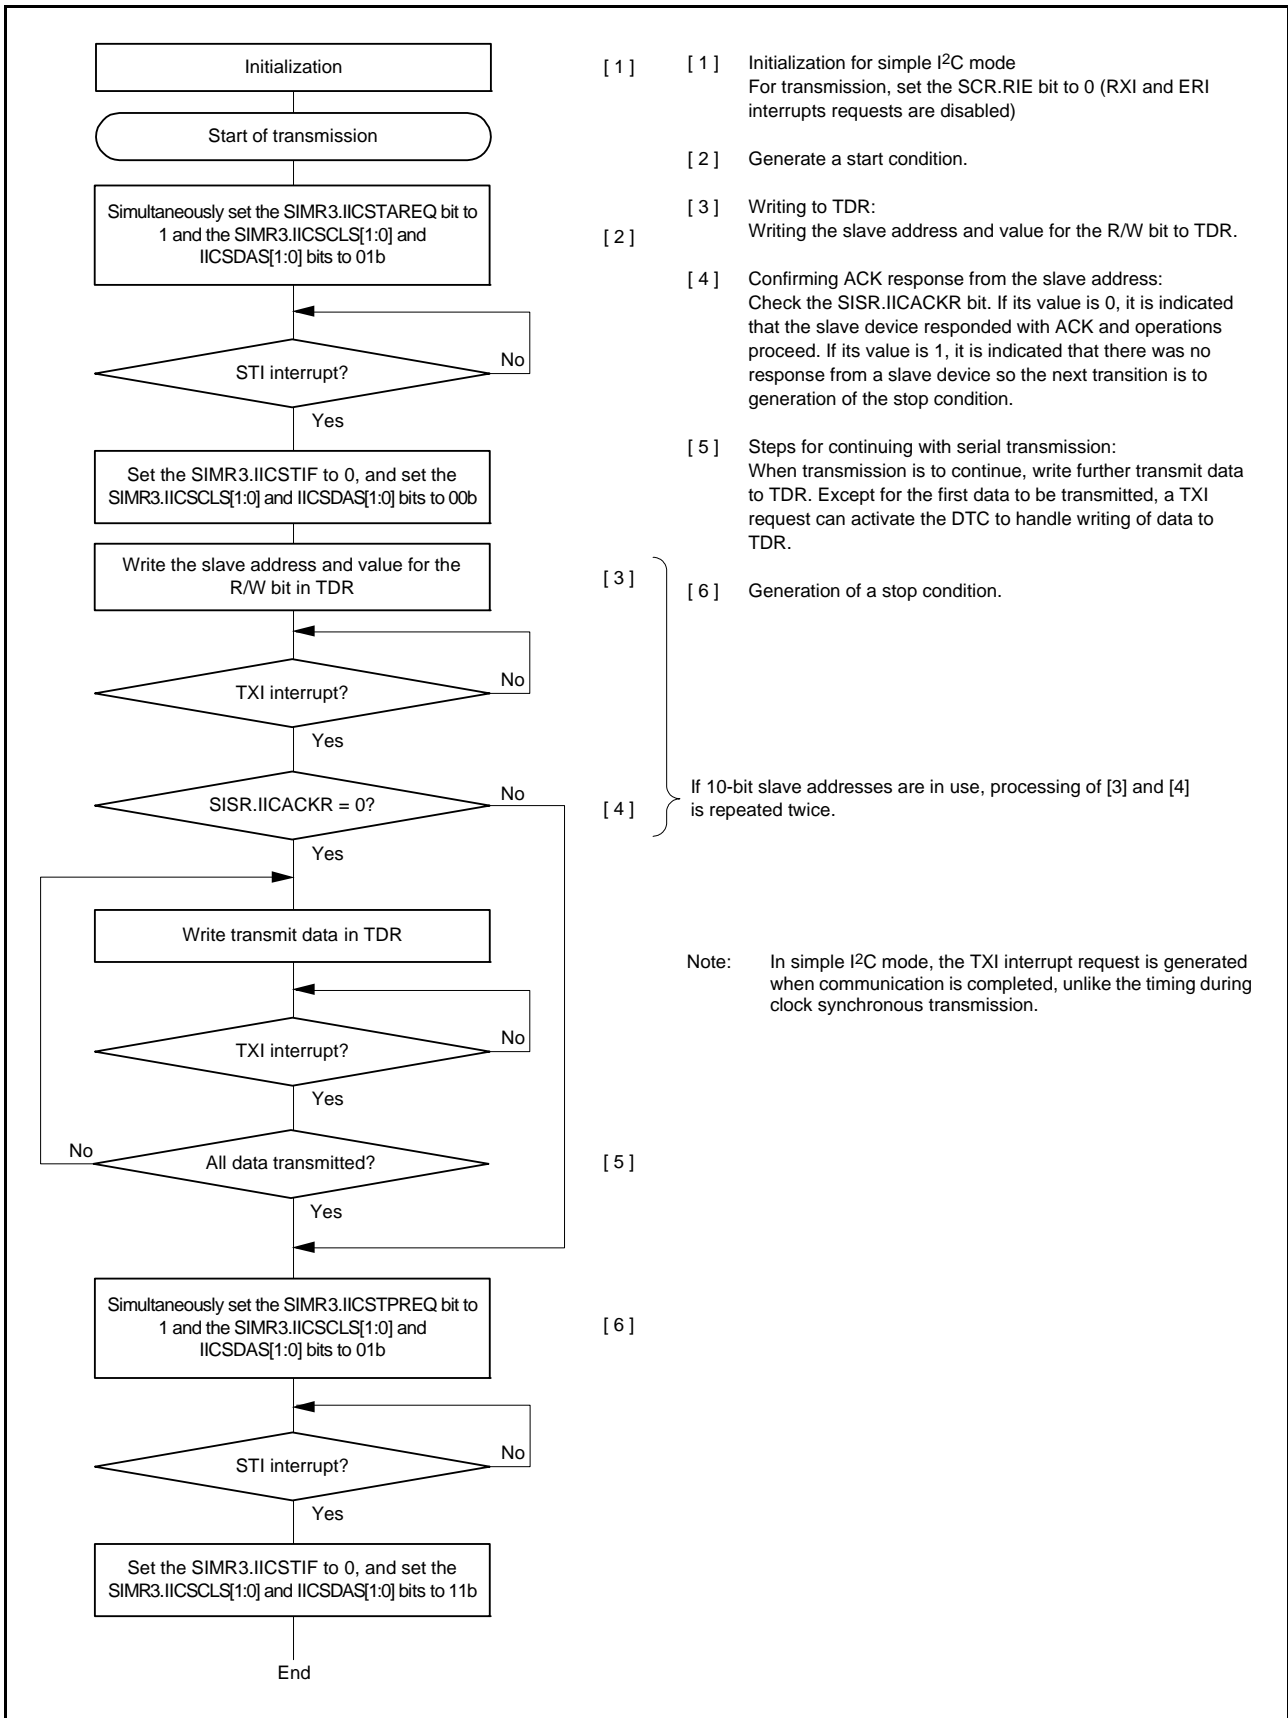 Initialization
[ 1 ]
Start of transmission
Simultaneously set the SIMR3.IICSTAREQ bit to
1 and the SIMR3.IICSCLS[1:0] and
IICSDAS[1:0] bits to 01b
[ 2 ]
STI interrupt?
No
Yes
Set the SIMR3.IICSTIF to 0, and set the
SIMR3.IICSCLS[1:0] and IICSDAS[1:0] bits to 00b
Write the slave address and value for the
R/W bit in TDR
[ 3 ]
TXI interrupt?
No
Yes
SISR.IICACKR = 0?
No
[ 4 ]
Yes
Write transmit data in TDR
TXI interrupt?
No
Yes
All data transmitted?
No
[ 5 ]
Yes
Simultaneously set the SIMR3.IICSTPREQ bit to
1 and the SIMR3.IICSCLS[1:0] and
IICSDAS[1:0] bits to 01b
[ 6 ]
STI interrupt?
No
Yes
Set the SIMR3.IICSTIF to 0, and set the
SIMR3.IICSCLS[1:0] and IICSDAS[1:0] bits to 11b
End
[ 1 ] Initialization for simple I2C mode
For transmission, set the SCR.RIE bit to 0 (RXI and ERI
interrupts requests are disabled)
[ 2 ] Generate a start condition.
[ 3 ] Writing to TDR:
Writing the slave address and value for the R/W bit to TDR.
[ 4 ] Confirming ACK response from the slave address:
Check the SISR.IICACKR bit. If its value is 0, it is indicated
that the slave device responded with ACK and operations
proceed. If its value is 1, it is indicated that there was no
response from a slave device so the next transition is to
generation of the stop condition.
[ 5 ] Steps for continuing with serial transmission:
When transmission is to continue, write further transmit data
to TDR. Except for the first data to be transmitted, a TXI
request can activate the DTC to handle writing of data to
TDR.
[ 6 ] Generation of a stop condition.
If 10-bit slave addresses are in use, processing of [3] and [4]
is repeated twice.
Note: In simple I2C mode, the TXI interrupt request is generated
when communication is completed, unlike the timing during
clock synchronous transmission.